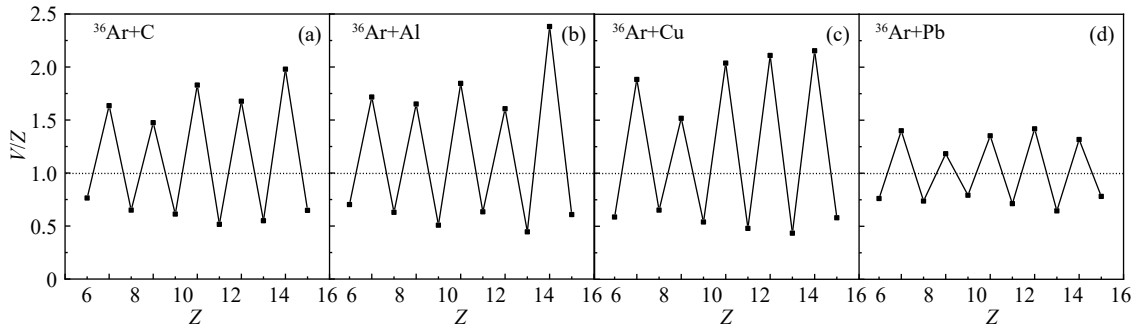 2.5
2.0
1.5
1.0
0.5
0
V/Z
³⁶Ar+C
(a)
6 8 10 12 14 16
Z
³⁶Ar+Al
(b)
6 8 10 12 14 16
Z
³⁶Ar+Cu
(c)
6 8 10 12 14 16
Z
³⁶Ar+Pb
(d)
6 8 10 12 14 16
Z